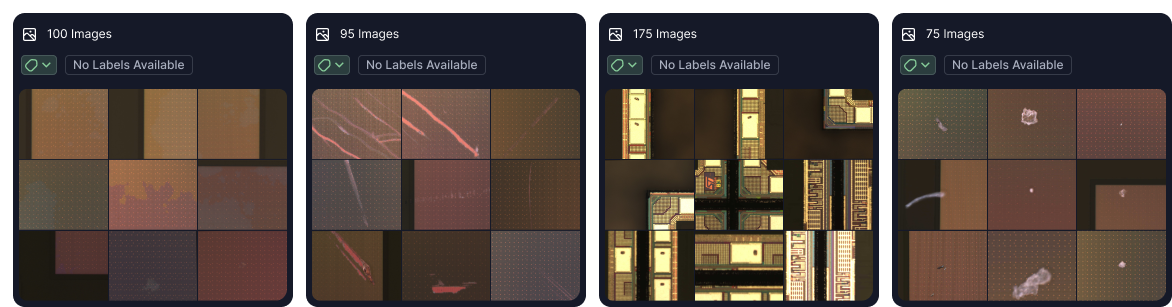 100 Images
No Labels Available
95 Images
No Labels Available
175 Images
No Labels Available
75 Images
No Labels Available